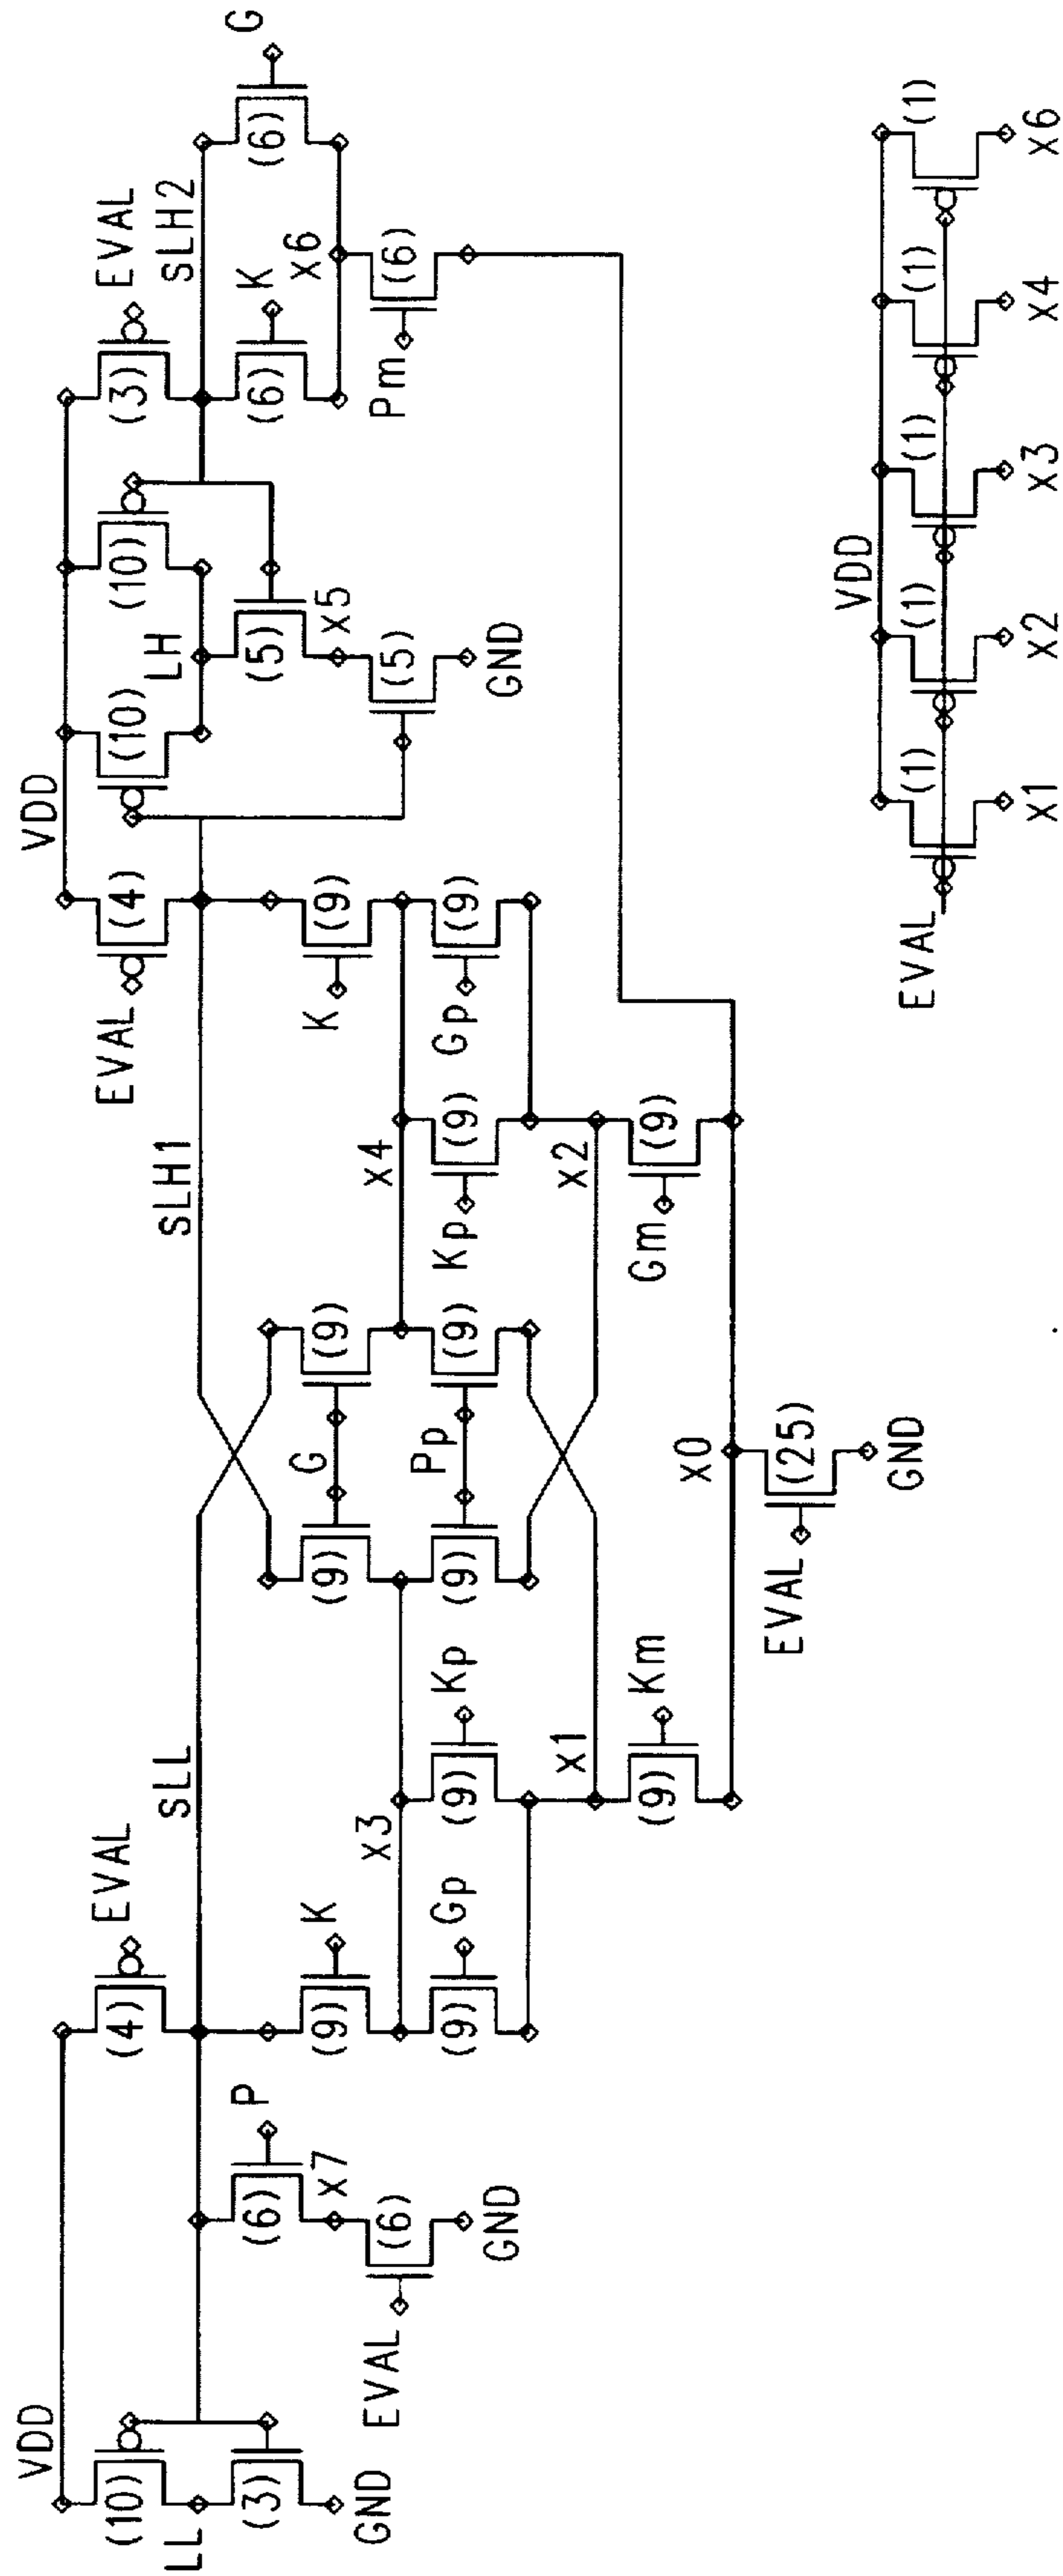 VDD
VDD
(10)
(4)
EVAL
EVAL
(4)
(10)
(10)
(3)
EVAL
LL
SLL
SLH1
LH
SLH2
(3)
(6)
P
(5)
(6)
K
(6)
G
GND
x7
(9)
K
(9)
G
(9)
K
(9)
x5
x6
EVAL
(6)
x3
x4
(5)
Pm
(6)
GND
(9)
Gp
(9)
Kp
(9)
Pp
(9)
Kp
(9)
Gp
(9)
GND
x1
x2
(9)
Km
Gm
(9)
x0
EVAL
(25)
GND
VDD
EVAL
(1)
(1)
(1)
(1)
(1)
x1
x2
x3
x4
x6